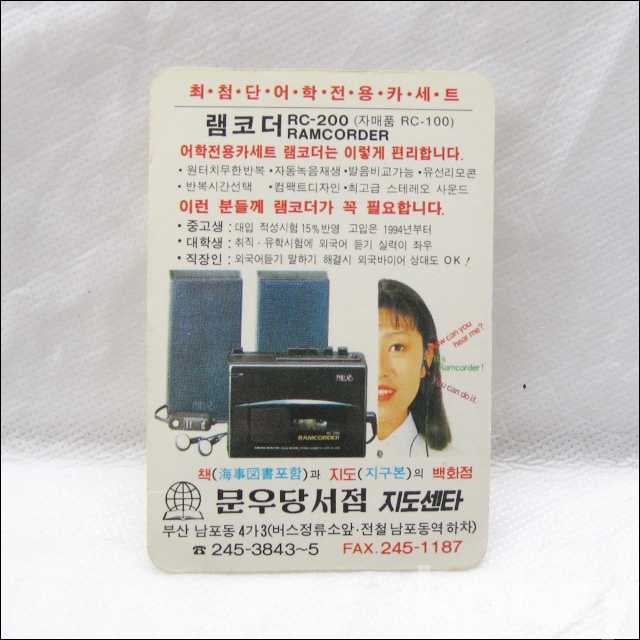 최·첨·단·어·학·전·용·카·세·트
램코더 RC-200 (자매품 RC-100)
RAMCORDER
어학전용카세트 램코더는 이렇게 편리합니다.
·원터치무한반복 ·자동녹음재생 ·발음비교가능 ·유선리모콘
·반복시간선택 ·컴팩트디자인 ·최고급 스테레오 사운드
이런 분들께 램코더가 꼭 필요합니다.
·중고생 : 대입 적성시험 15%반영 고입은 1994년부터
·대학생 : 취직·유학시험에 외국어 듣기 실력이 좌우
·직장인 : 외국어듣기 말하기 해결시 외국바이어 상대도 OK!
How can you
hear me?
It's
Ramcorder!
You can do it.
RAMCORDER
책(海事図書포함)과 지도(지구본)의 백화점
문우당서점 지도센타
부산 남포동 4가 3(버스정류소앞·전철 남포동역 하차)
☎ 245-3843~5 FAX. 245-1187